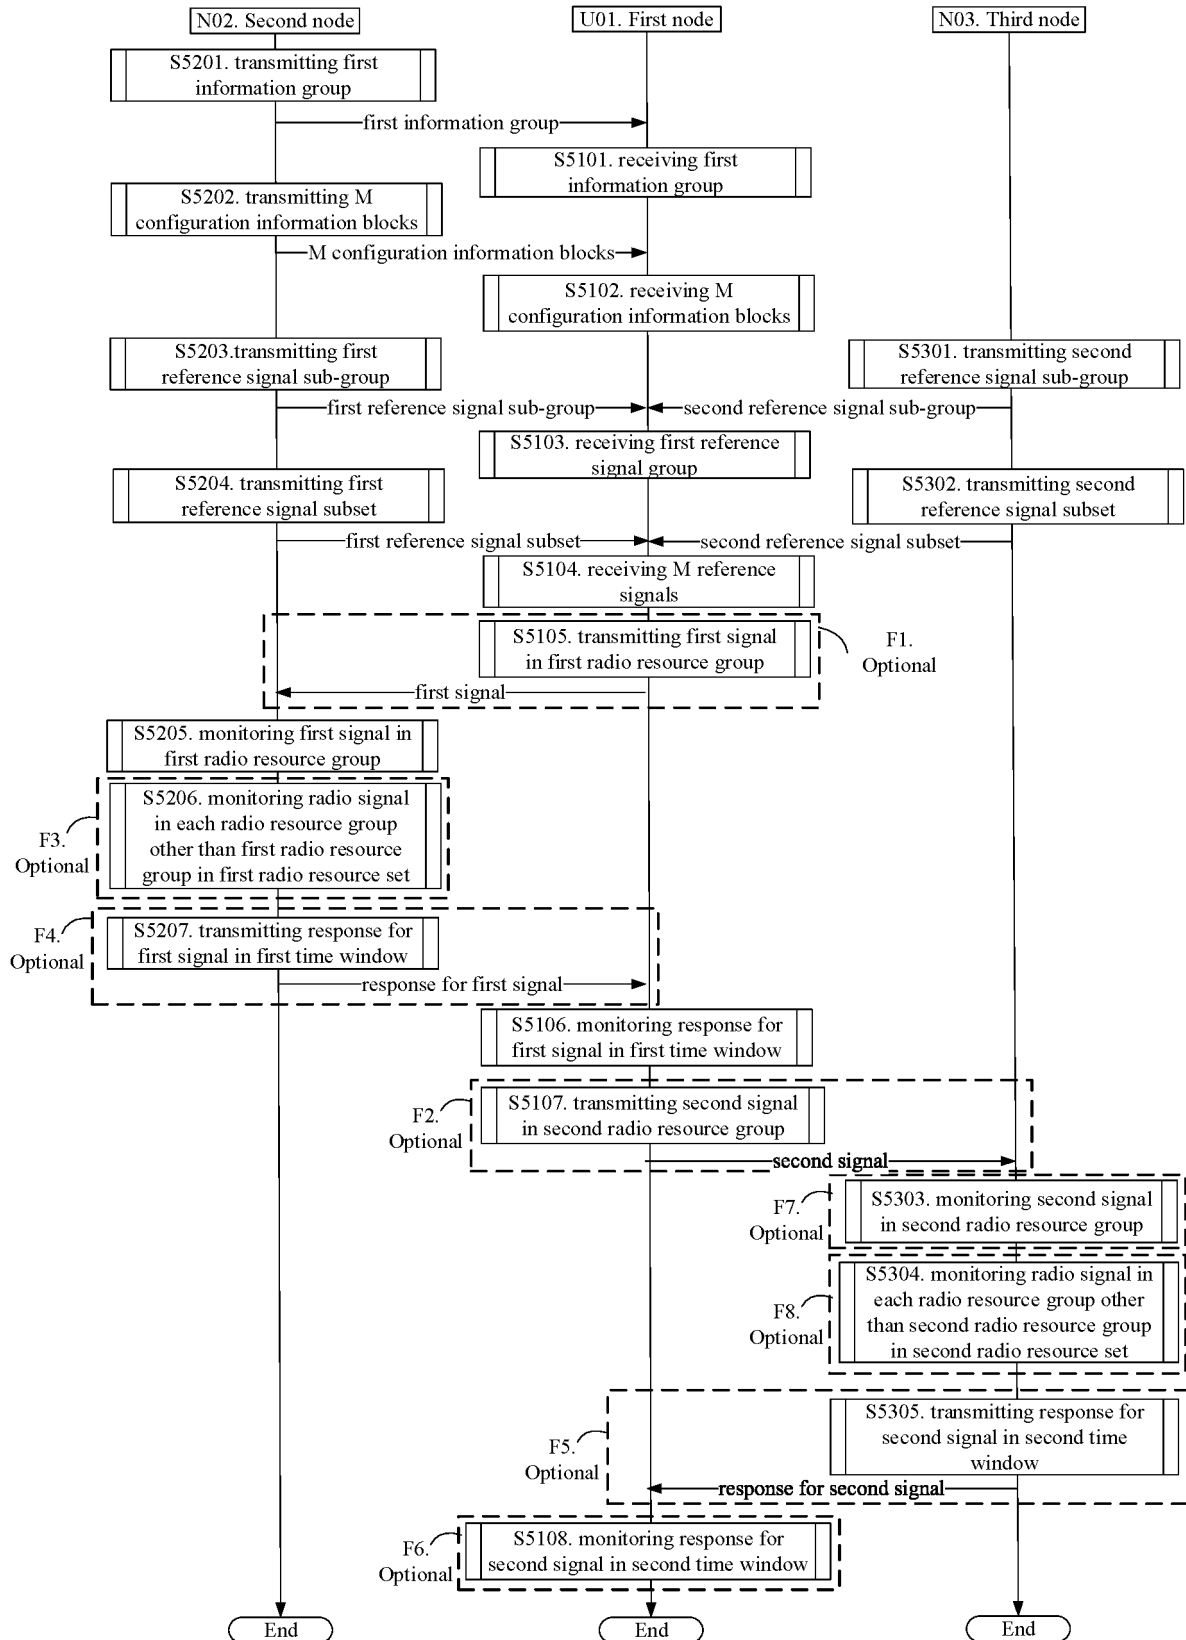 N02. Second node
U01. First node
N03. Third node
S5201. transmitting first
information group
first information group
S5101. receiving first
information group
S5202. transmitting M
configuration information blocks
M configuration information blocks
S5102. receiving M
configuration information blocks
S5203.transmitting first
reference signal sub-group
S5301. transmitting second
reference signal sub-group
first reference signal sub-group
second reference signal sub-group
S5103. receiving first reference
signal group
S5204. transmitting first
reference signal subset
S5302. transmitting second
reference signal subset
first reference signal subset
second reference signal subset
S5104. receiving M reference
signals
S5105. transmitting first signal
in first radio resource group
F1.
Optional
first signal
S5205. monitoring first signal in
first radio resource group
S5206. monitoring radio signal
in each radio resource group
other than first radio resource
group in first radio resource set
F3.
Optional
S5207. transmitting response for
first signal in first time window
F4.
Optional
response for first signal
S5106. monitoring response for
first signal in first time window
S5107. transmitting second signal
in second radio resource group
F2.
Optional
second signal
S5303. monitoring second signal
in second radio resource group
F7.
Optional
S5304. monitoring radio signal in
each radio resource group other
than second radio resource group
in second radio resource set
F8.
Optional
S5305. transmitting response for
second signal in second time
window
F5.
Optional
response for second signal
S5108. monitoring response for
second signal in second time window
F6.
Optional
End
End
End